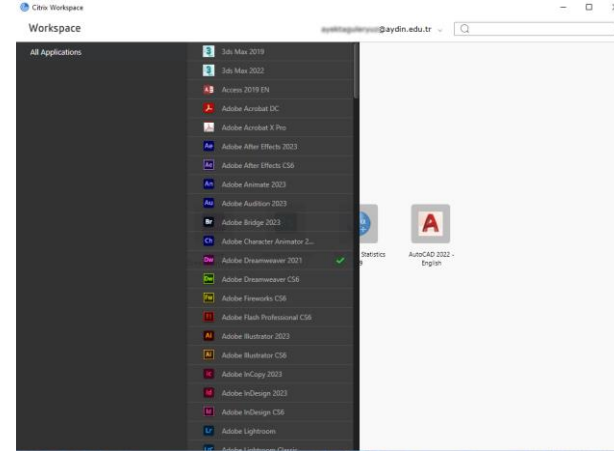 Citrix Workspace
Workspace
@aydin.edu.tr
All Applications
3ds Max 2019
3ds Max 2022
Access 2019 EN
Adobe Acrobat DC
Adobe Acrobat X Pro
Adobe After Effects 2023
Adobe After Effects CS6
Adobe Animate 2023
Adobe Audition 2023
Adobe Bridge 2023
Adobe Character Animator 2...
Adobe Dreamweaver 2021
Adobe Dreamweaver CS6
Adobe Fireworks CS6
Adobe Flash Professional CS6
Adobe Illustrator 2023
Adobe Illustrator CS6
Adobe InCopy 2023
Adobe InDesign 2023
Adobe InDesign CS6
Adobe Lightroom
Adobe Lightroom Classic
Statistics
AutoCAD 2022 -
English